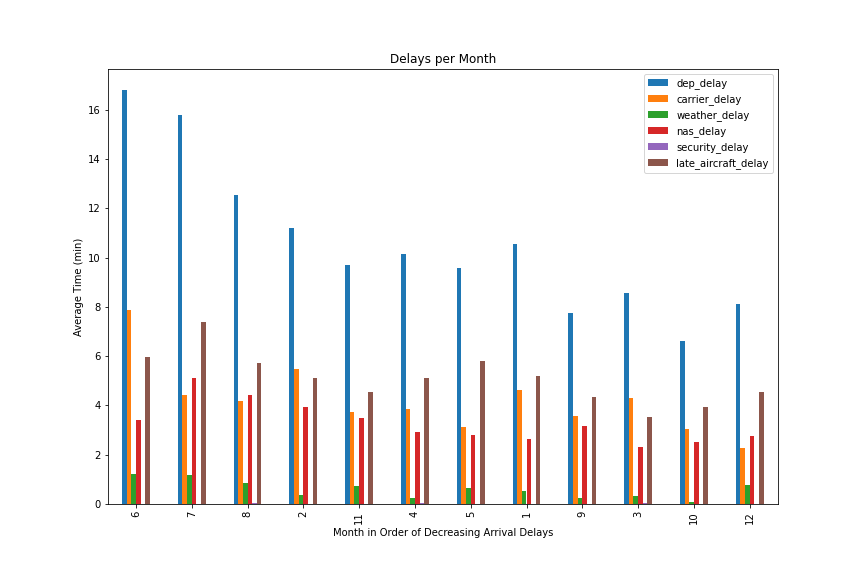 Delays per Month
dep_delay
carrier_delay
weather_delay
nas_delay
security_delay
late_aircraft_delay
Average Time (min)
16
14
12
10
8
6
4
2
0
6 7 8 2 11 4 5 1 9 3 10 12
Month in Order of Decreasing Arrival Delays